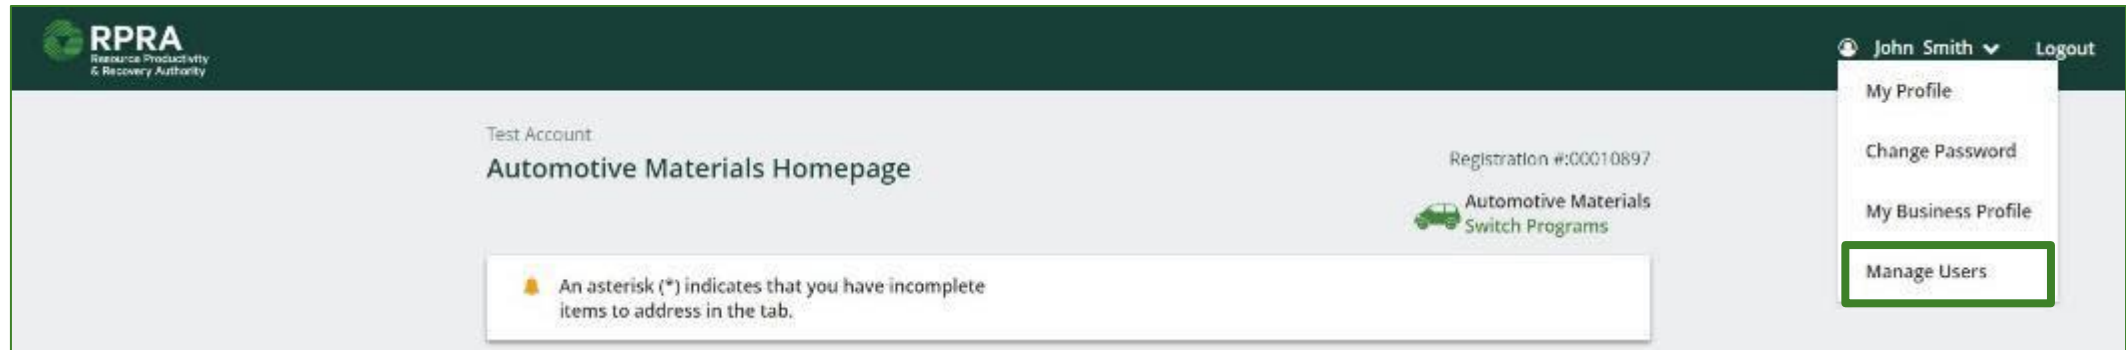 RPRA
Resource Productivity
& Recovery Authority
John Smith
Logout
My Profile
Change Password
My Business Profile
Manage Users
Test Account
Automotive Materials Homepage
Registration #:00010897
Automotive Materials
Switch Programs
An asterisk (*) indicates that you have incomplete
items to address in the tab.